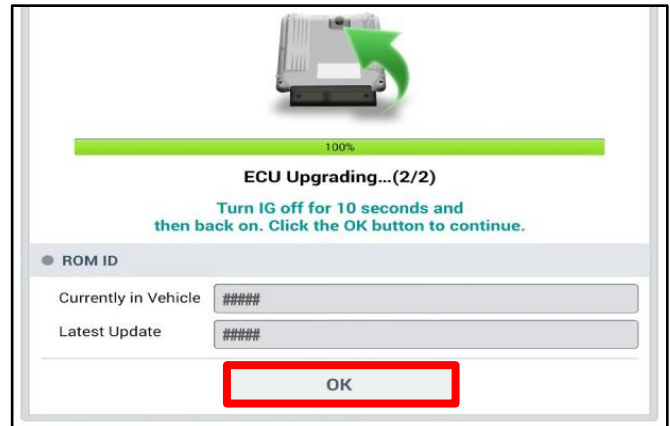 100%
ECU Upgrading...(2/2)
Turn IG off for 10 seconds and
then back on. Click the OK button to continue.
ROM ID
Currently in Vehicle #####
Latest Update #####
OK